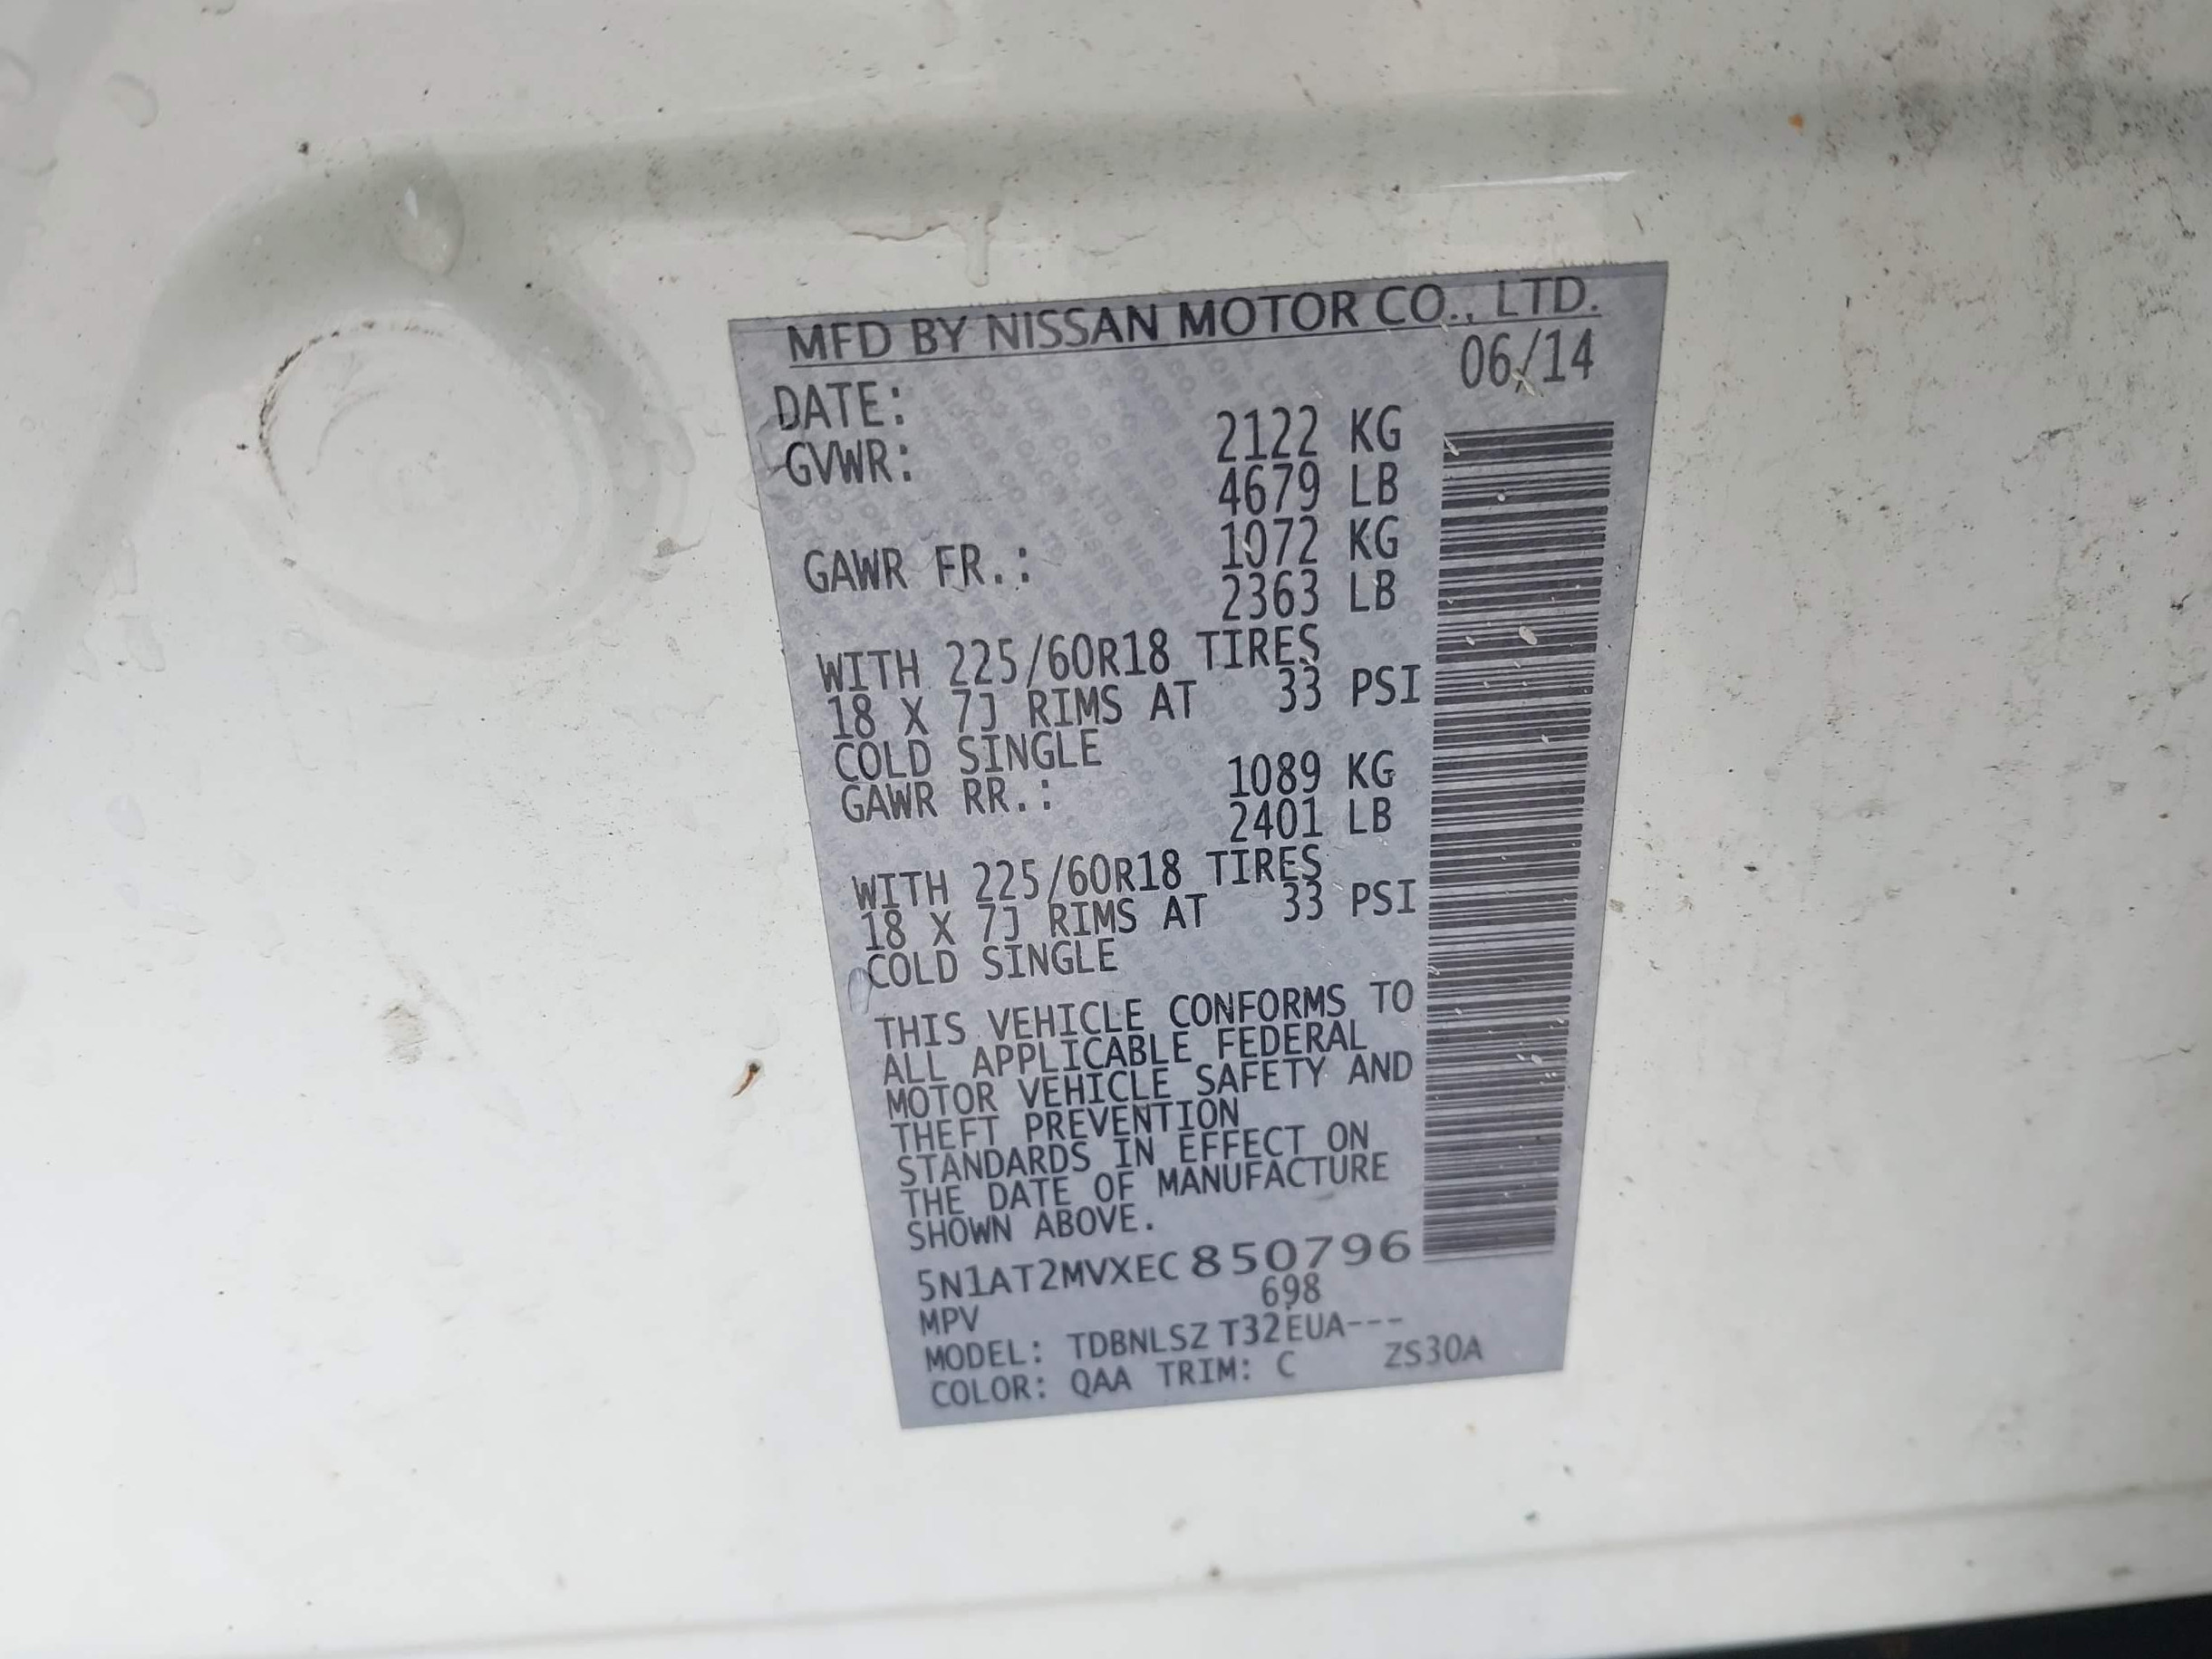 MFD BY NISSAN MOTOR CO., LTD.
DATE: 06/14
GVWR: 2122 KG
4679 LB
GAWR FR.: 1072 KG
2363 LB
WITH 225/60R18 TIRES
18 X 7J RIMS AT 33 PSI
COLD SINGLE
GAWR RR.: 1089 KG
2401 LB
WITH 225/60R18 TIRES
18 X 7J RIMS AT 33 PSI
COLD SINGLE
THIS VEHICLE CONFORMS TO
ALL APPLICABLE FEDERAL
MOTOR VEHICLE SAFETY AND
THEFT PREVENTION
STANDARDS IN EFFECT ON
THE DATE OF MANUFACTURE
SHOWN ABOVE.
5N1AT2MVXEC850796
MPV 698
MODEL: TDBNLSZ T32EUA---
COLOR: QAA TRIM: C ZS30A